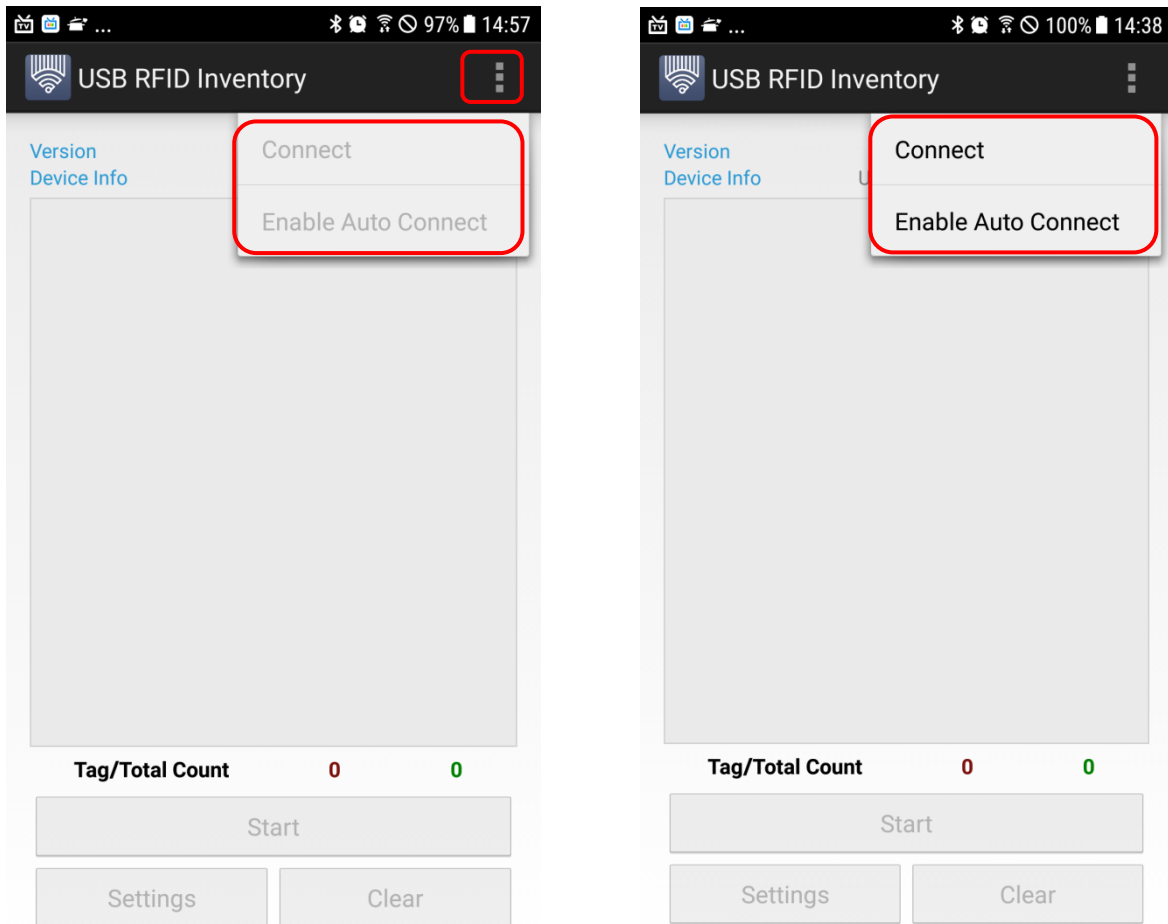 ... 97% 14:57
USB RFID Inventory
Version
Device Info
Connect
Enable Auto Connect
Tag/Total Count 0 0
Start
Settings Clear
... 100% 14:38
USB RFID Inventory
Version
Device Info U
Connect
Enable Auto Connect
Tag/Total Count 0 0
Start
Settings Clear